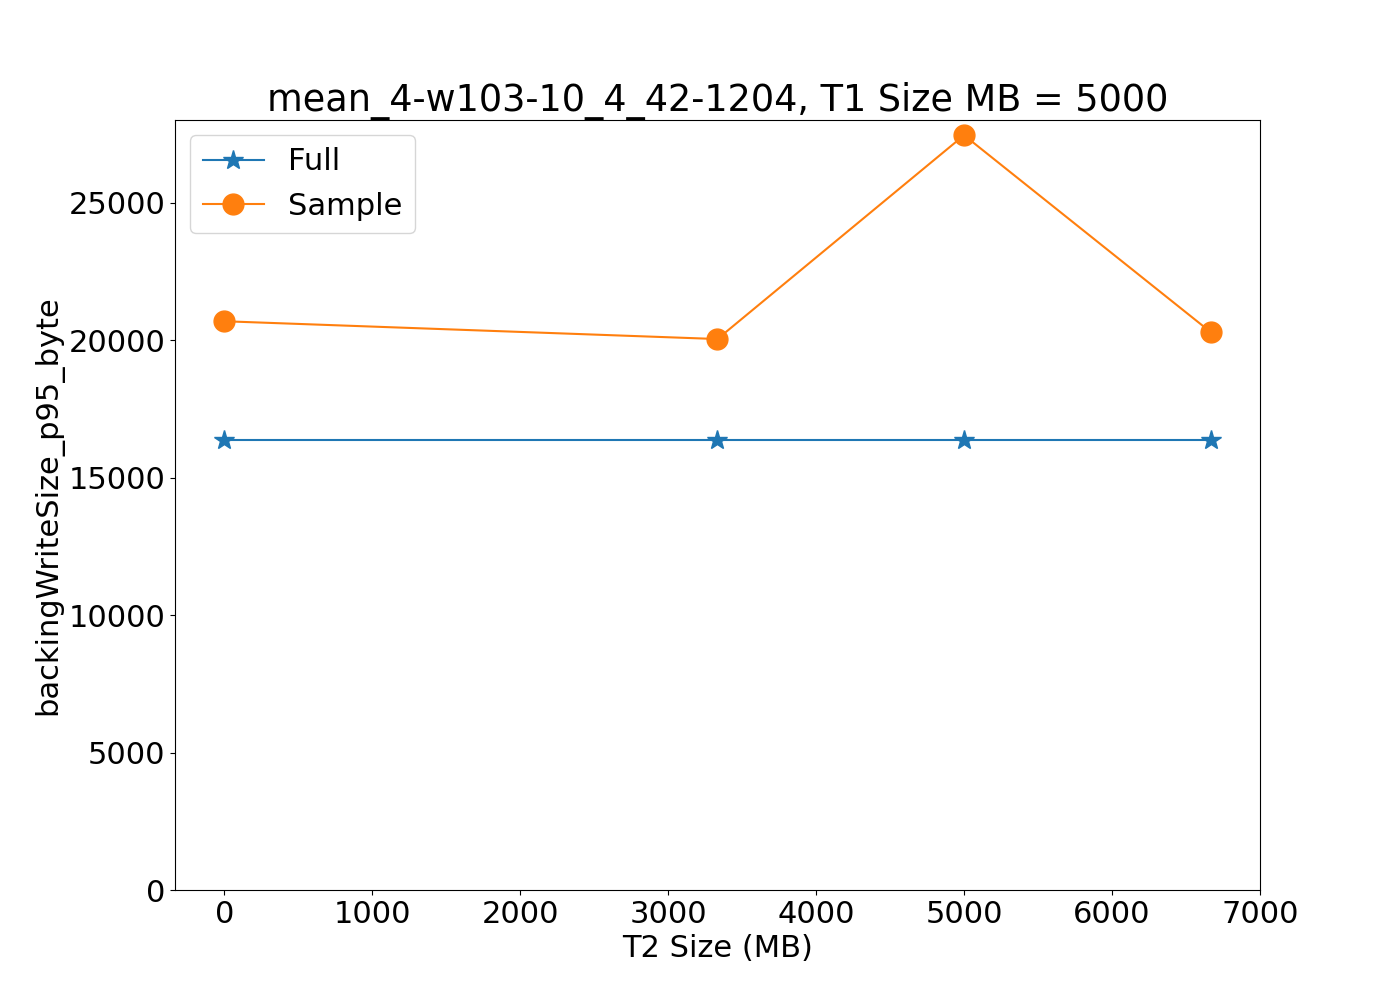 mean_4-w103-10_4_42-1204, T1 Size MB = 5000
Full
Sample
25000
20000
15000
10000
5000
0
backingWriteSize_p95_byte
0 1000 2000 3000 4000 5000 6000 7000
T2 Size (MB)